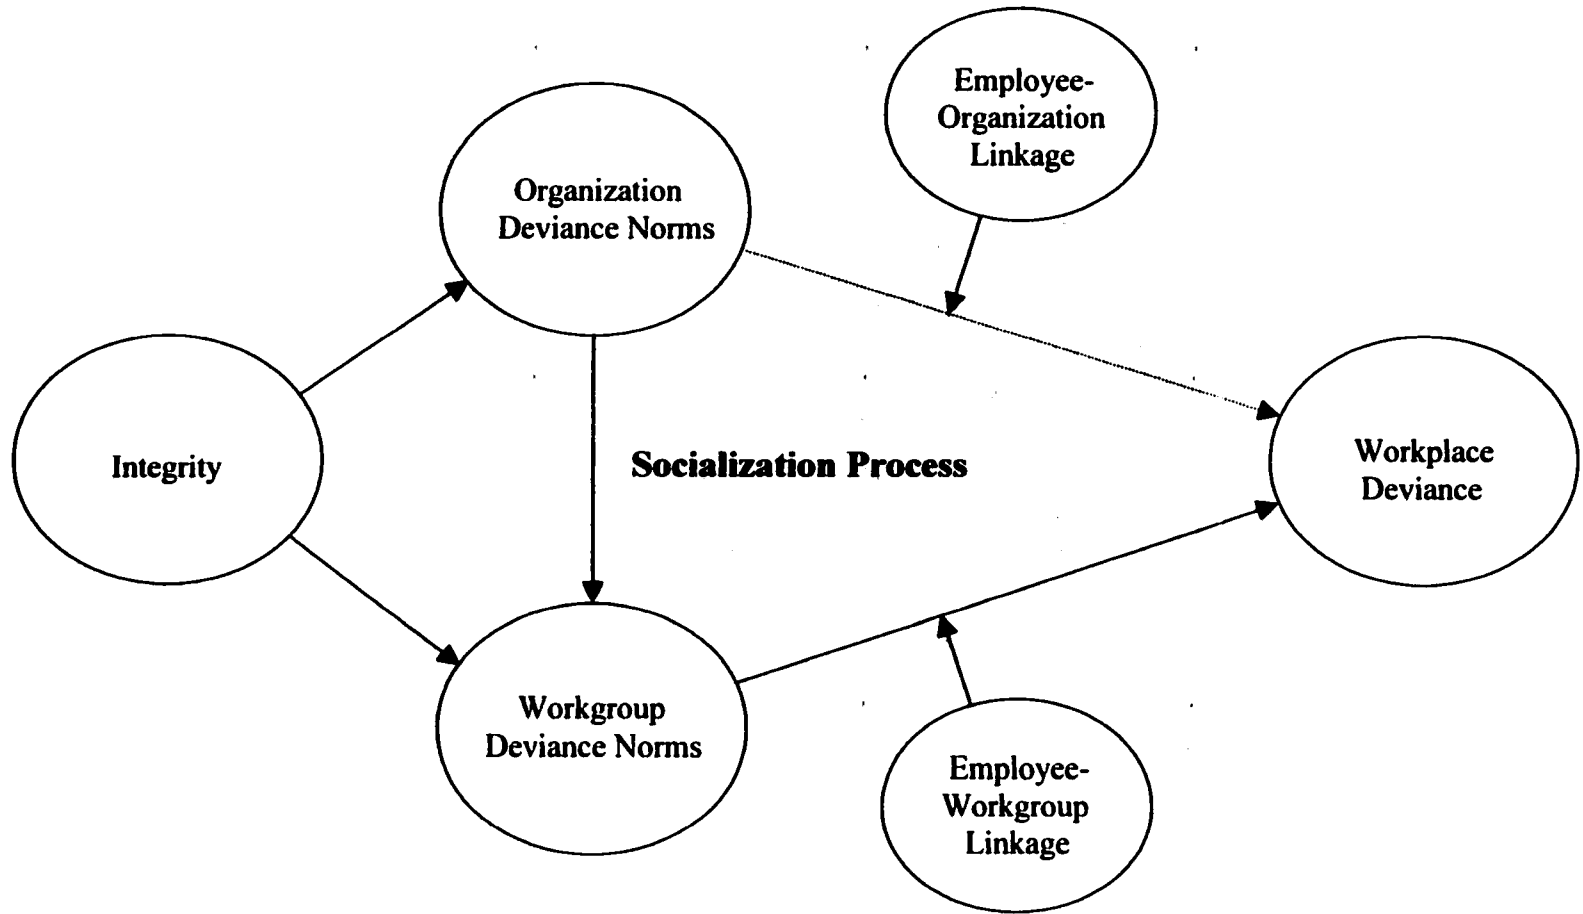 Employee-
Organization
Linkage
Organization
Deviance Norms
Integrity
Socialization Process
Workplace
Deviance
Workgroup
Deviance Norms
Employee-
Workgroup
Linkage